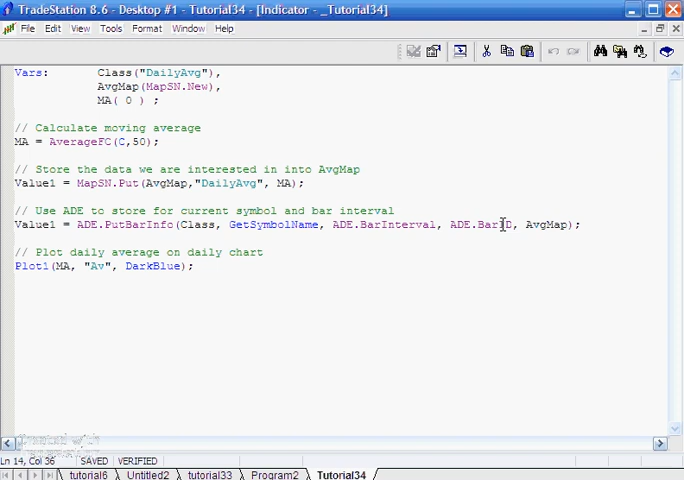 TradeStation 8.6 - Desktop #1 - Tutorial34 - [Indicator - _Tutorial34]
File Edit View Tools Format Window Help
Vars: Class("DailyAvg"),
AvgMap(MapSN.New),
MA( 0 ) ;
// Calculate moving average
MA = AverageFC(C,50);
// Store the data we are interested in into AvgMap
Value1 = MapSN.Put(AvgMap,"DailyAvg", MA);
// Use ADE to store for current symbol and bar interval
Value1 = ADE.PutBarInfo(Class, GetSymbolName, ADE.BarInterval, ADE.BarID, AvgMap);
// Plot daily average on daily chart
Plot1(MA, "Av", DarkBlue);
Created with
Ln 14, Col 36 SAVED VERIFIED
tutorial6 Untitled2 tutorial33 Program2 Tutorial34